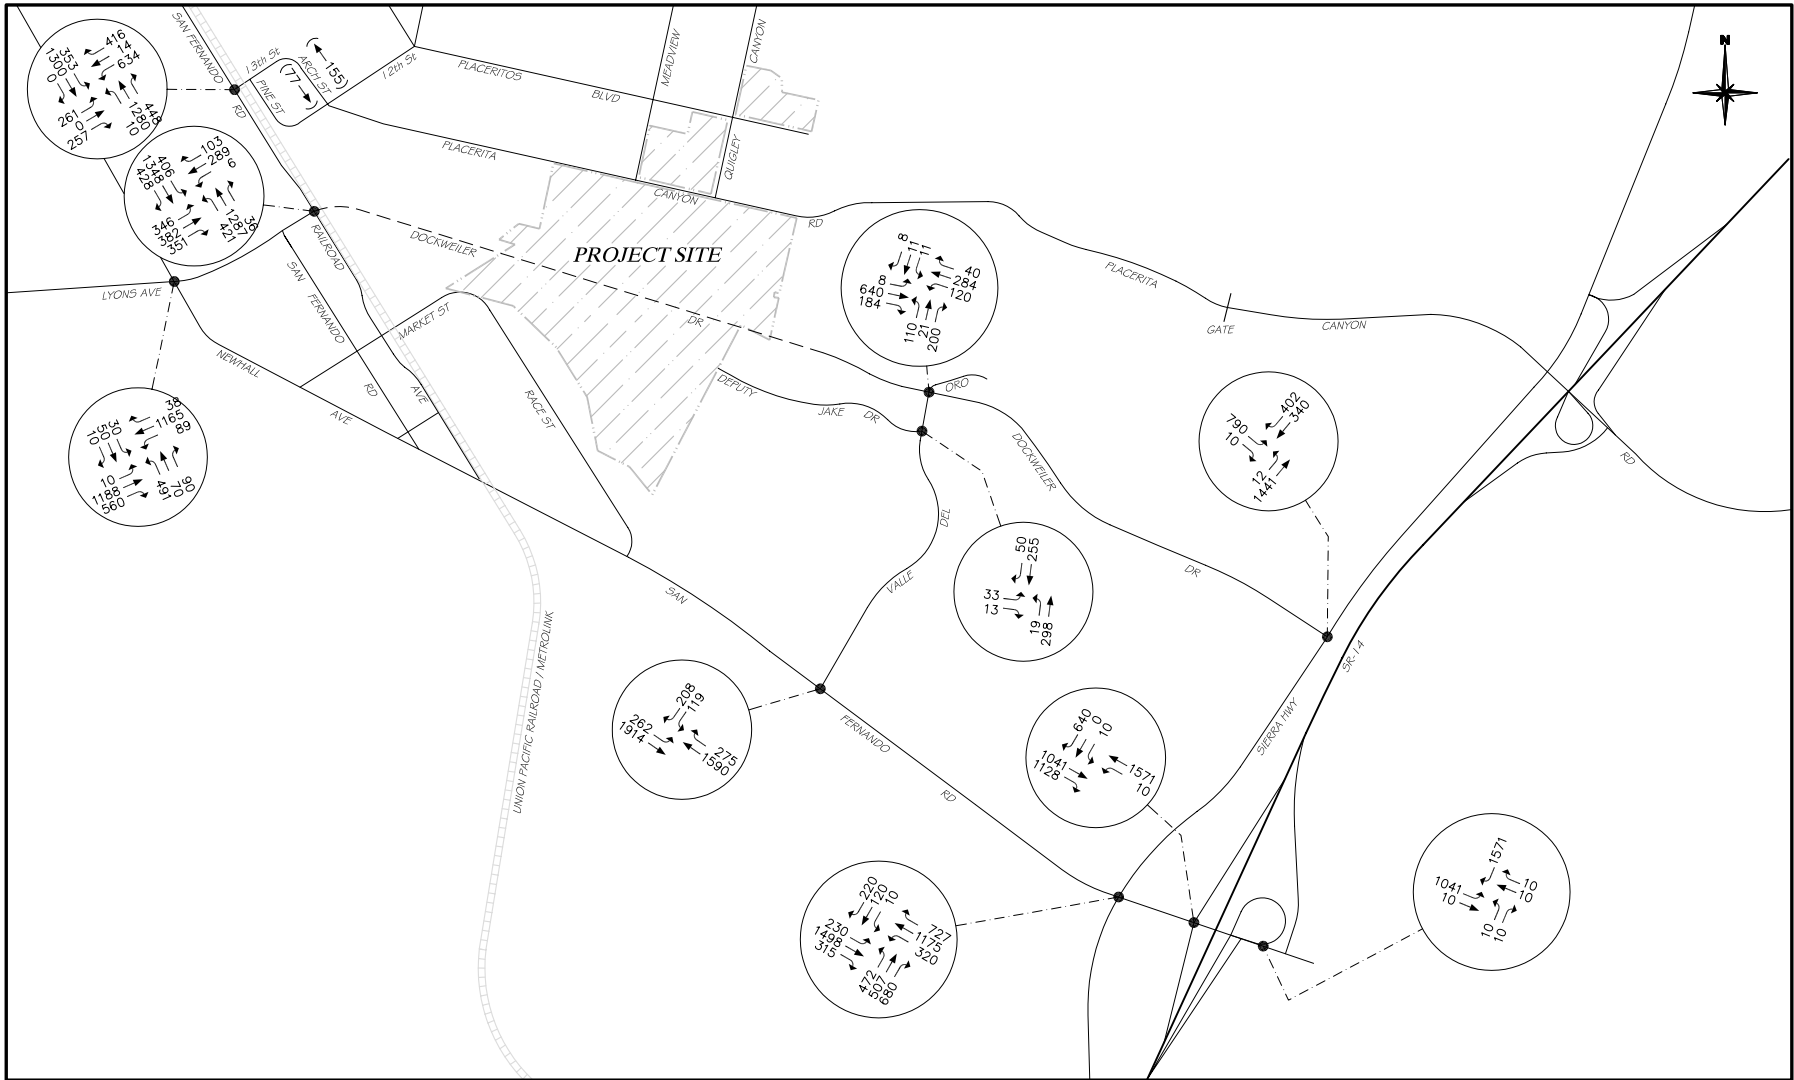 N
SAN FERNANDO
RD
13th St
PINE ST
(77
ARCH ST
155)
12th St
PLACERITOS
BLVD
MEADVIEW
CANYON
QUIGLEY
PLACERITA
CANYON
RD
PLACERITA
GATE
CANYON
RD
DOCKWEILER
DR
PROJECT SITE
LYONS AVE
RAILROAD
AVE
SAN
FERNANDO
RD
MARKET ST
RACE ST
NEWHALL
AVE
DEPUTY
JAKE
DR
ORO
DOCKWEILER
DR
DEL
VALLE
SAN
FERNANDO
RD
SIERRA HWY
SR-14
UNION PACIFIC RAILROAD / METROLINK
0
1300
353
416
14
634
261
0
257
10
1280
448
428
1348
406
103
289
6
346
382
351
421
1287
36
10
50
30
38
1165
89
10
1188
560
491
70
90
8
11
11
40
284
120
8
640
184
110
21
200
790
10
402
340
12
1441
50
255
33
13
19
298
208
119
262
1914
275
1590
640
0
10
1041
1128
1571
10
220
120
10
727
1175
320
230
1498
315
472
507
680
1571
10
10
1041
10
10
10